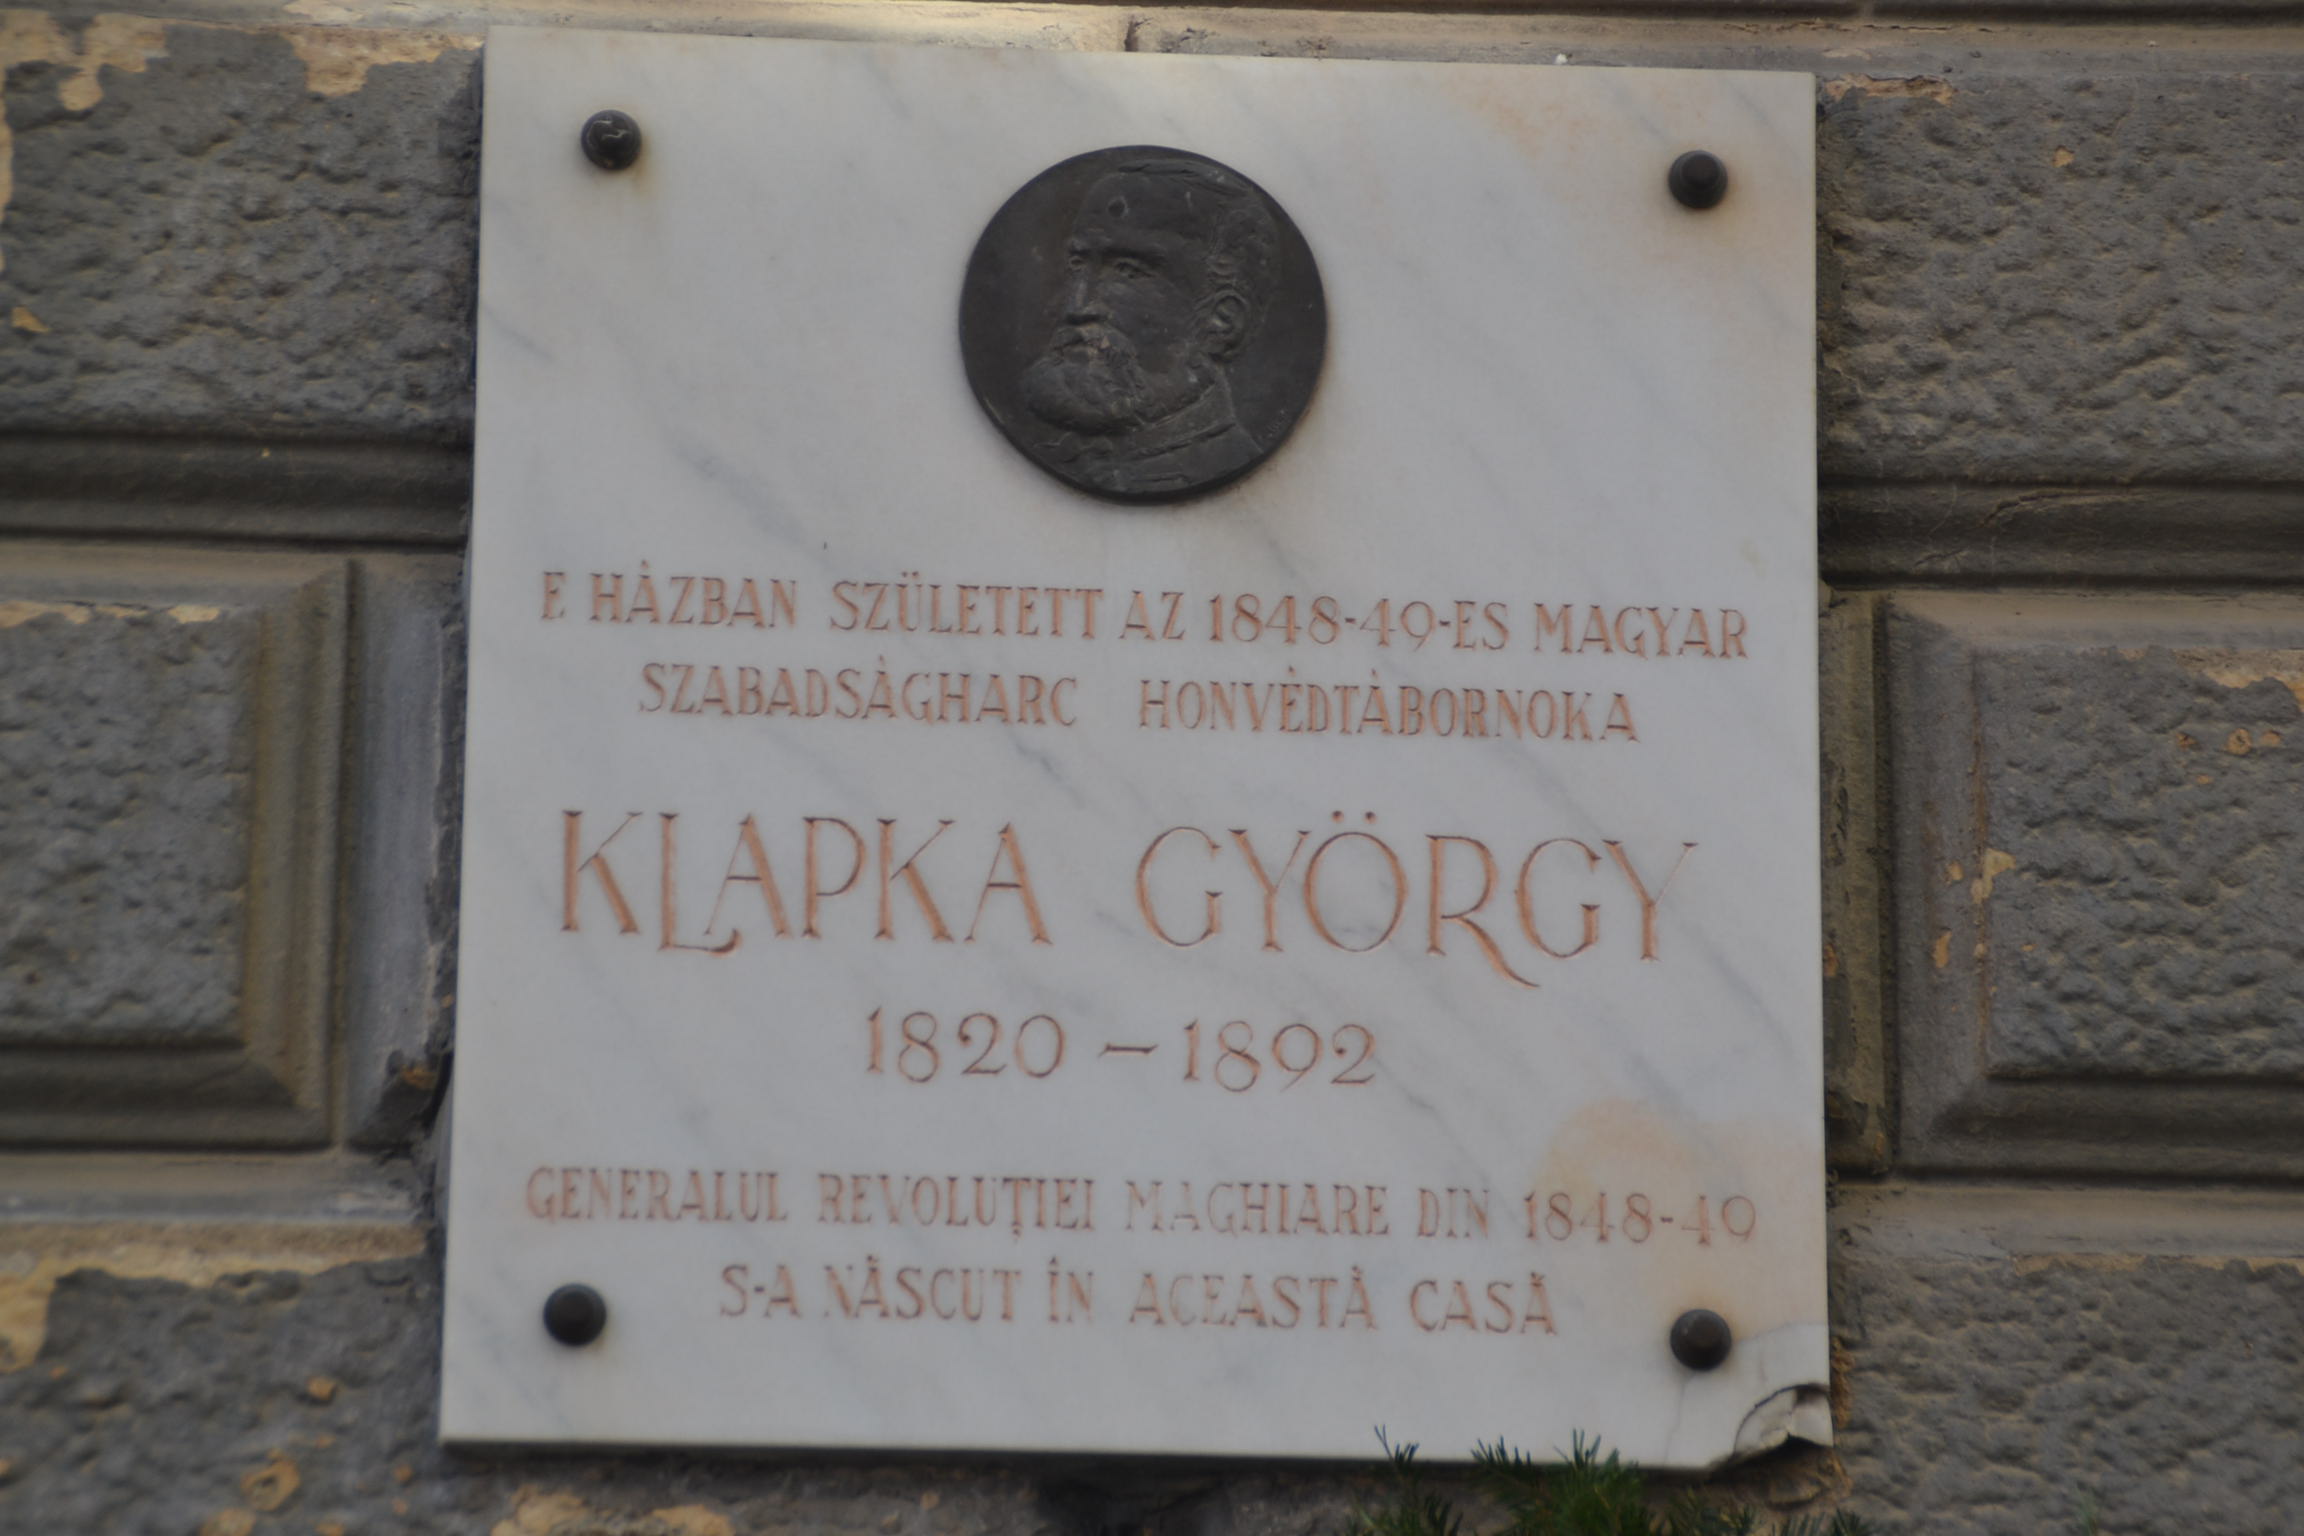 E HÁZBAN SZÜLETETT AZ 1848-49-ES MAGYAR
SZABADSÁGHARC HONVÉDTÁBORNOKA
KLAPKA GYÖRGY
1820 – 1892
GENERALUL REVOLUȚIEI MAGHIARE DIN 1848-49
S-A NĂSCUT ÎN ACEASTĂ CASĂ